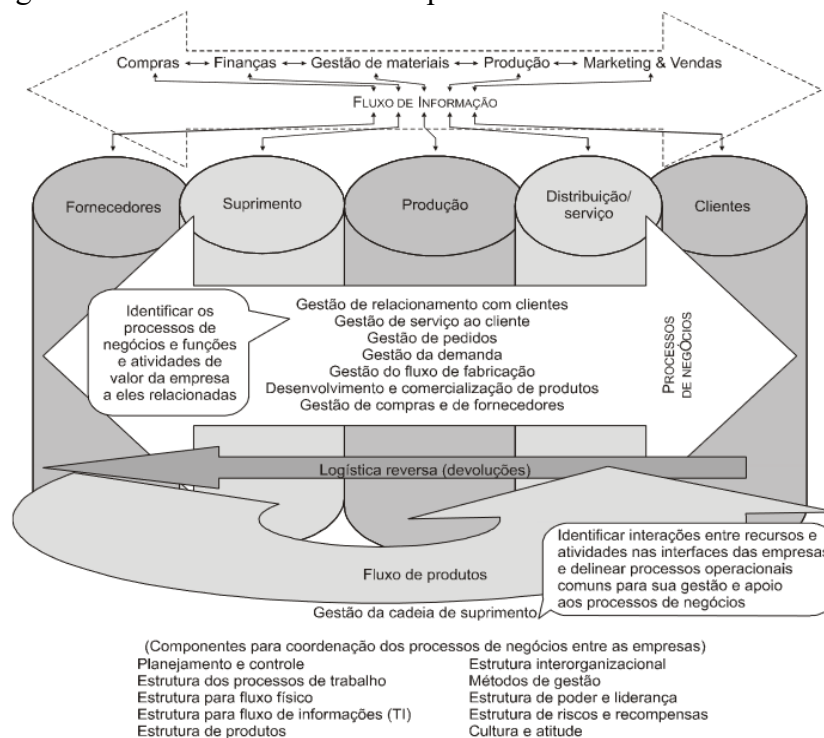 Compras Finanças Gestão de materiais Produção Marketing & Vendas
FLUXO DE INFORMAÇÃO
Fornecedores
Suprimento
Produção
Distribuição/
serviço
Clientes
Identificar os
processos de
negócios e funções
e atividades de
valor da empresa
a eles relacionadas
Gestão de relacionamento com clientes
Gestão de serviço ao cliente
Gestão de pedidos
Gestão da demanda
Gestão do fluxo de fabricação
Desenvolvimento e comercialização de produtos
Gestão de compras e de fornecedores
PROCESSOS
DE NEGÓCIOS
Logística reversa (devoluções)
Identificar interações entre recursos e
atividades nas interfaces das empresas
e delinear processos operacionais
comuns para sua gestão e apoio
aos processos de negócios
Fluxo de produtos
Gestão da cadeia de suprimento
(Componentes para coordenação dos processos de negócios entre as empresas)
Planejamento e controle
Estrutura dos processos de trabalho
Estrutura para fluxo físico
Estrutura para fluxo de informações (TI)
Estrutura de produtos
Estrutura interorganizacional
Métodos de gestão
Estrutura de poder e liderança
Estrutura de riscos e recompensas
Cultura e atitude